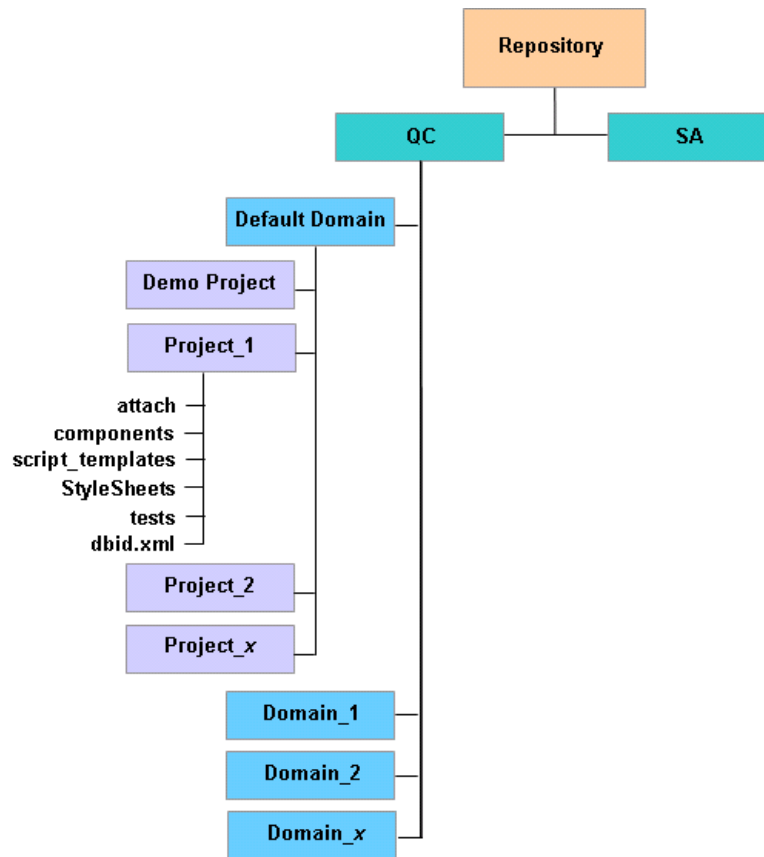 Repository
QC
SA
Default Domain
Demo Project
Project_1
attach
components
script_templates
StyleSheets
tests
dbid.xml
Project_2
Project_x
Domain_1
Domain_2
Domain_x